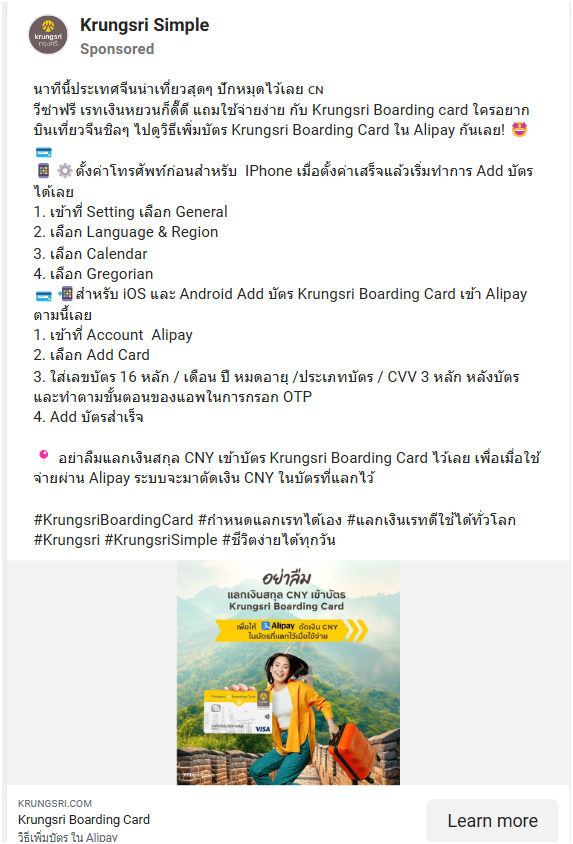 krungsri
กรุงศรี
Krungsri Simple
Sponsored
นาทีนี้ประเทศจีนน่าเที่ยวสุดๆ ปักหมุดไว้เลย CN
วีซ่าฟรี เรทเงินหยวนก็ดี๊ดี แถมใช้จ่ายง่าย กับ Krungsri Boarding card ใครอยาก
บินเที่ยวจีนชิลๆ ไปดูวิธีเพิ่มบัตร Krungsri Boarding Card ใน Alipay กันเลย! 🤩
💳
📱 ⚙️ตั้งค่าโทรศัพท์ก่อนสำหรับ IPhone เมื่อตั้งค่าเสร็จแล้วเริ่มทำการ Add บัตร
ได้เลย
1. เข้าที่ Setting เลือก General
2. เลือก Language & Region
3. เลือก Calendar
4. เลือก Gregorian
💳 📲สำหรับ iOS และ Android Add บัตร Krungsri Boarding Card เข้า Alipay
ตามนี้เลย
1. เข้าที่ Account Alipay
2. เลือก Add Card
3. ใส่เลขบัตร 16 หลัก / เดือน ปี หมดอายุ /ประเภทบัตร / CVV 3 หลัก หลังบัตร
และทำตามขั้นตอนของแอพในการกรอก OTP
4. Add บัตรสำเร็จ
📍 อย่าลืมแลกเงินสกุล CNY เข้าบัตร Krungsri Boarding Card ไว้เลย เพื่อเมื่อใช้
จ่ายผ่าน Alipay ระบบจะมาตัดเงิน CNY ในบัตรที่แลกไว้
#KrungsriBoardingCard #กำหนดแลกเรทได้เอง #แลกเงินเรทดีใช้ได้ทั่วโลก
#Krungsri #KrungsriSimple #ชีวิตง่ายได้ทุกวัน
อย่าลืม
แลกเงินสกุล CNY เข้าบัตร
Krungsri Boarding Card
เพื่อให้ Alipay ตัดเงิน CNY
ในบัตรที่แลกไว้เมื่อใช้จ่าย
Krungsri Boarding Card
VISA
KRUNGSRI.COM
Krungsri Boarding Card
วิธีเพิ่มบัตร ใน Alipay
Learn more